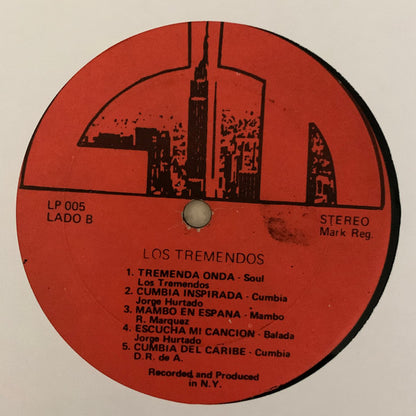 LP 005
LADO B
STEREO
Mark Reg.
LOS TREMENDOS
1. TREMENDA ONDA - Soul
Los Tremendos
2. CUMBIA INSPIRADA - Cumbia
Jorge Hurtado
3. MAMBO EN ESPANA - Mambo
R. Marquez
4. ESCUCHA MI CANCION - Balada
Jorge Hurtado
5. CUMBIA DEL CARIBE - Cumbia
D.R. de A.
Recorded and Produced
in N.Y.